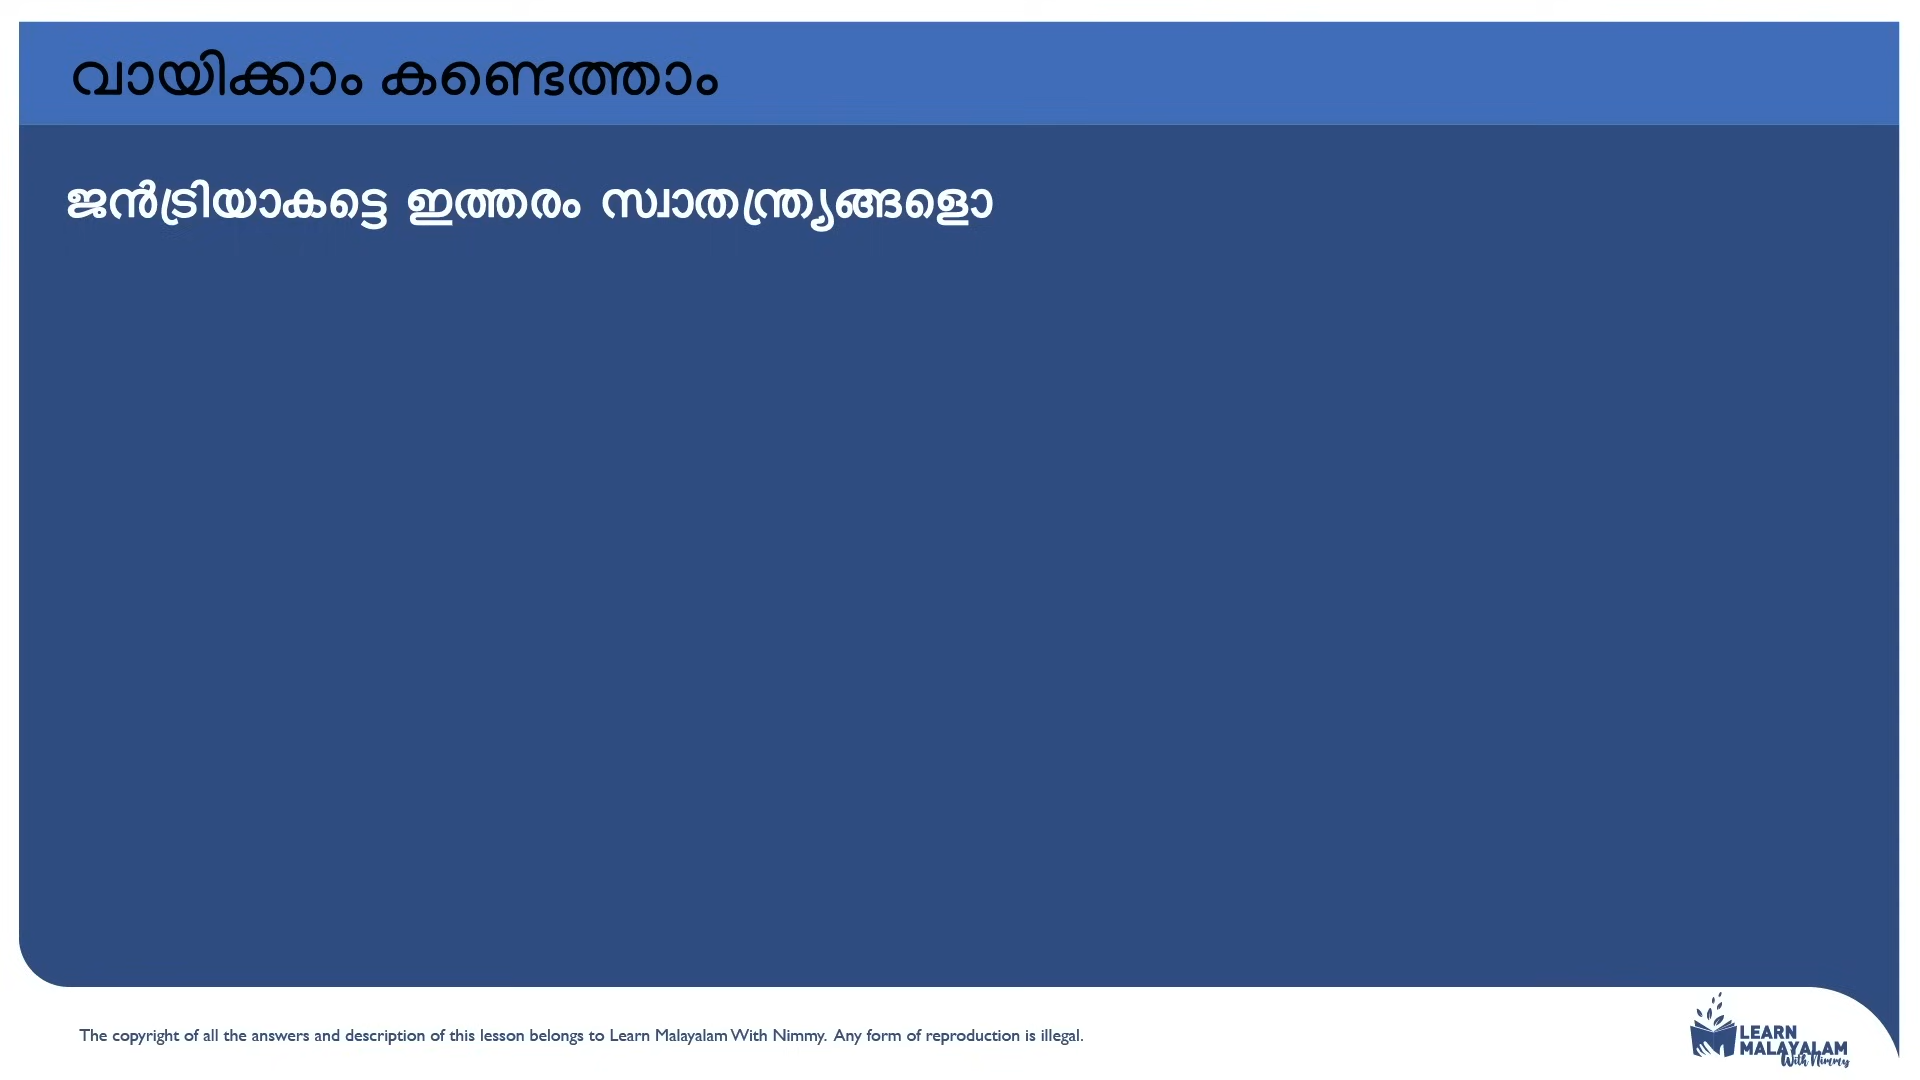 വായിക്കാം കണ്ടെത്താം
ജൻട്രിയാകട്ടെ ഇത്തരം സ്വാതന്ത്ര്യങ്ങളൊ
The copyright of all the answers and description of this lesson belongs to Learn Malayalam With Nimmy. Any form of reproduction is illegal.
LEARN
MALAYALAM
With Nimmy